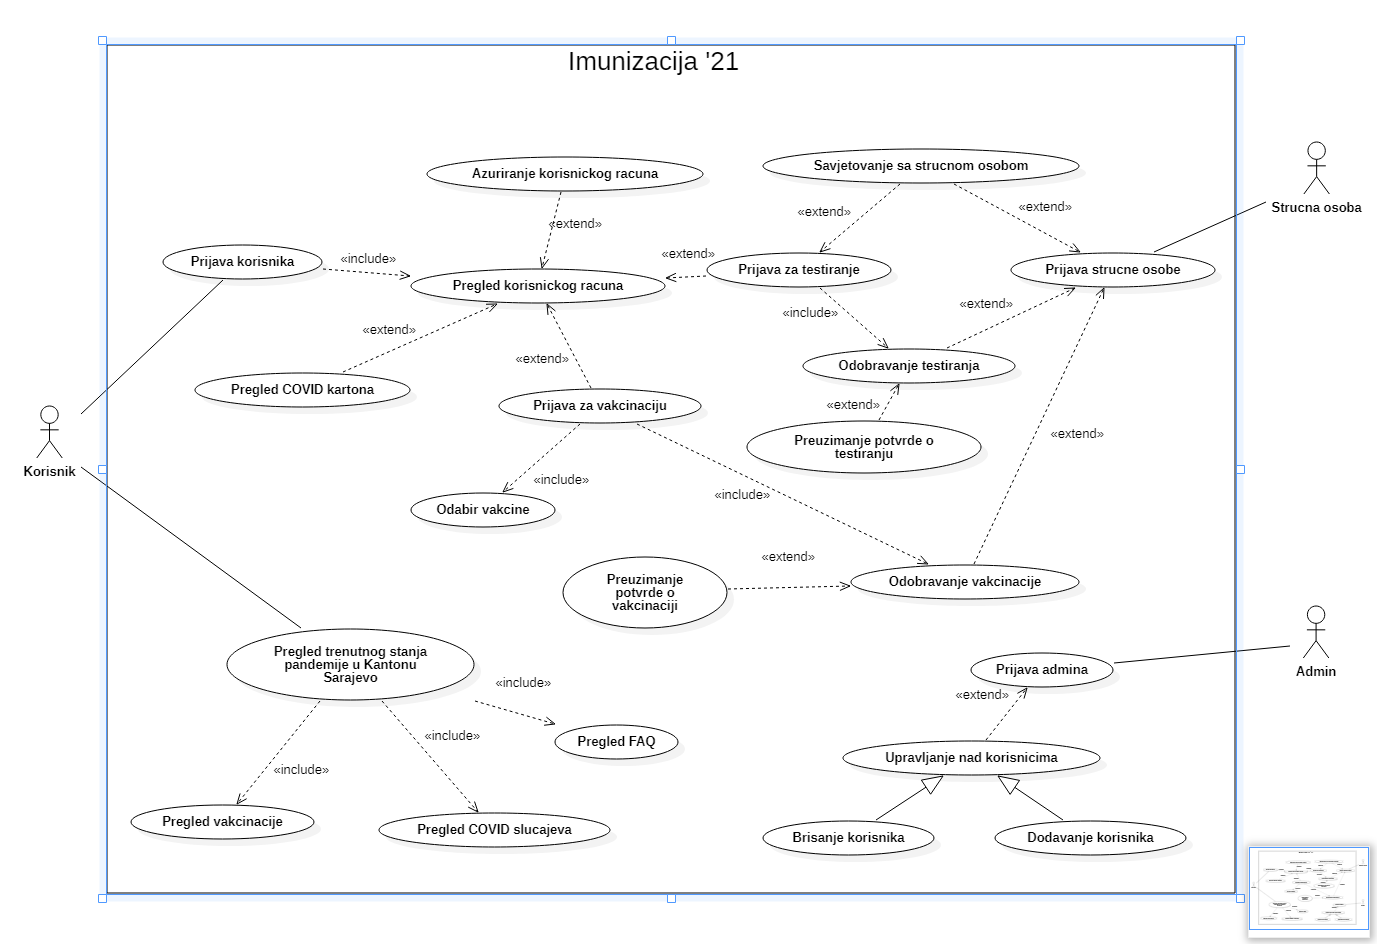 Imunizacija '21
Azuriranje korisnickog racuna
Savjetovanje sa strucnom osobom
«extend»
«extend»
«extend»
Strucna osoba
Prijava korisnika
«include»
«extend»
Pregled korisnickog racuna
Prijava za testiranje
Prijava strucne osobe
«extend»
«include»
«extend»
«extend»
Pregled COVID kartona
Odobravanje testiranja
Prijava za vakcinaciju
«extend»
Preuzimanje potvrde o
testiranju
«extend»
Korisnik
«include»
«include»
Odabir vakcine
«extend»
Preuzimanje
potvrde o
vakcinaciji
Odobravanje vakcinacije
Pregled trenutnog stanja
pandemije u Kantonu
Sarajevo
«include»
Prijava admina
Admin
«extend»
«include»
Pregled FAQ
Upravljanje nad korisnicima
«include»
Pregled vakcinacije
Pregled COVID slucajeva
Brisanje korisnika
Dodavanje korisnika